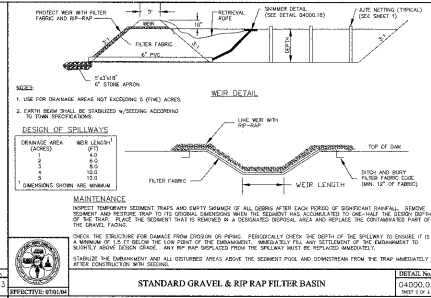 PROTECT WEIR WITH FILTER
FABRIC AND RIP-RAP
5'
WEIR
18"
RETRIEVAL
ROPE
SKIMMER DETAIL
(SEE DETAIL 04000.16)
JUTE NETTING (TYPICAL)
(SEE SHEET 1)
3:1
3:1
FILTER FABRIC
DEPTH
6" PVC
5'x3'x18"
6" STONE APRON
NOTES:
WEIR DETAIL
1. USE FOR DRAINAGE AREAS NOT EXCEEDING 5 (FIVE) ACRES.
2. EARTH BEAM SHALL BE STABILIZED w/SEEDING ACCORDING
TO TOWN SPECIFICATIONS.
DESIGN OF SPILLWAYS
DRAINAGE AREA
(ACRES)
WEIR LENGTH¹
(FT)
1 4.0
2 6.0
3 8.0
4 10.0
5 12.0
¹ DIMENSIONS SHOWN ARE MINIMUM
LINE WEIR WITH
RIP-RAP
TOP OF DAM
FILTER FABRIC
WEIR LENGTH
DITCH AND BURY
FILTER FABRIC EDGE
(MIN. 12" OF FABRIC)
MAINTENANCE
INSPECT TEMPORARY SEDIMENT TRAPS AND EMPTY SKIMMER OF ALL DEBRIS AFTER EACH PERIOD OF SIGNIFICANT RAINFALL. REMOVE
SEDIMENT AND RESTORE TRAP TO ITS ORIGINAL DIMENSIONS WHEN THE SEDIMENT HAS ACCUMULATED TO ONE-HALF THE DESIGN DEPTH
OF THE TRAP. PLACE THE SEDIMENT THAT IS REMOVED IN A DESIGNATED DISPOSAL AREA AND REPLACE THE CONTAMINATED PART OF
THE GRAVEL FACING.
CHECK THE STRUCTURE FOR DAMAGE FROM EROSION OR PIPING. PERIODICALLY CHECK THE DEPTH OF THE SPILLWAY TO ENSURE IT IS
A MINIMUM OF 1.5 FT BELOW THE LOW POINT OF THE EMBANKMENT. IMMEDIATELY FILL ANY SETTLEMENT OF THE EMBANKMENT TO
SLIGHTLY ABOVE DESIGN GRADE. ANY RIP RAP DISPLACED FROM THE SPILLWAY MUST BE REPLACED IMMEDIATELY.
STABILIZE THE EMBANKMENT AND ALL DISTURBED AREAS ABOVE THE SEDIMENT POOL AND DOWNSTREAM FROM THE TRAP IMMEDIATELY
AFTER CONSTRUCTION WITH SEEDING.
3
EFFECTIVE: 07/01/04
STANDARD GRAVEL & RIP RAP FILTER BASIN
DETAIL No.
04000.0
SHEET 2 OF